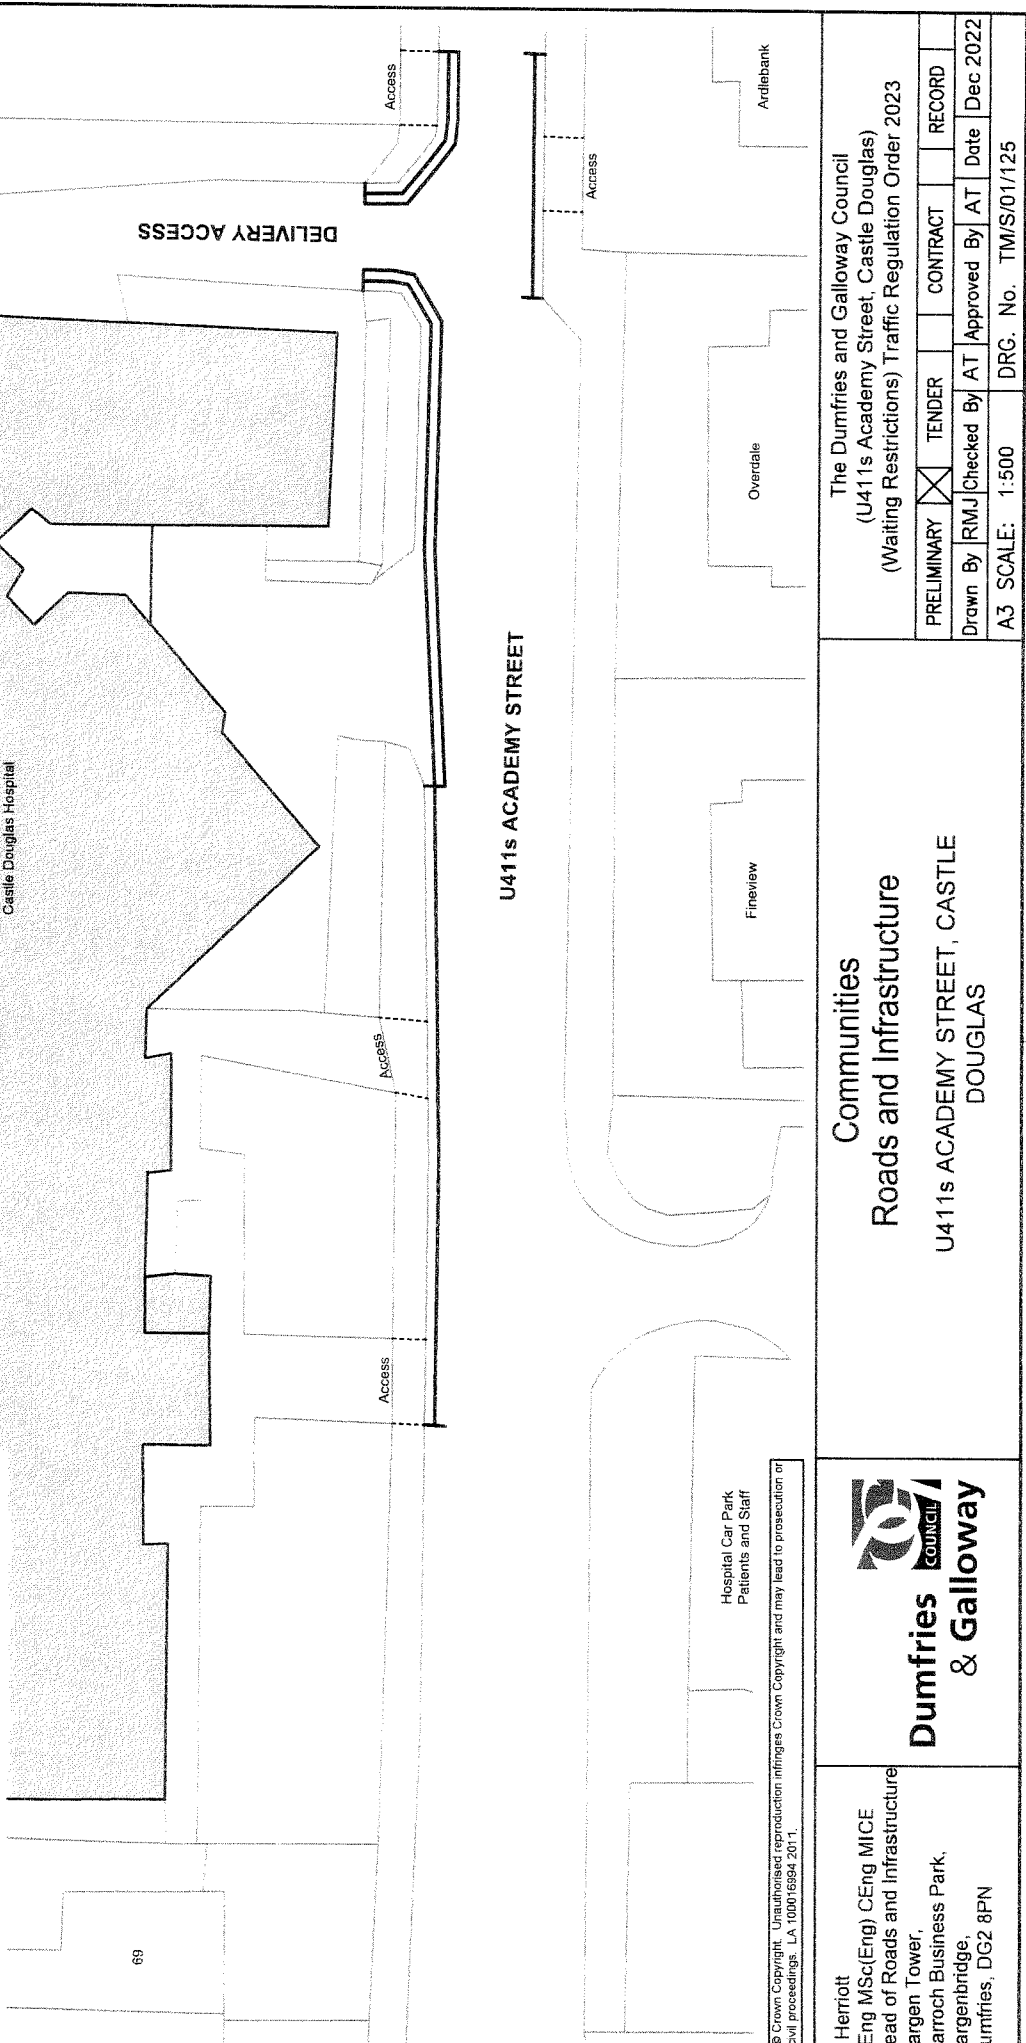 Castle Douglas Hospital
DELIVERY ACCESS
Access
Access
Ardlebank
U411s ACADEMY STREET
Overdale
Fineview
Access
Access
69
Hospital Car Park
Patients and Staff
© Crown Copyright. Unauthorised reproduction infringes Crown Copyright and may lead to prosecution or
civil proceedings. LA 100016994 2011.
Herriott
Eng MSc(Eng) CEng MICE
ead of Roads and Infrastructure
argen Tower,
arroch Business Park,
argenbridge,
umfries, DG2 8PN
Dumfries
& Galloway
COUNCIL
Communities
Roads and Infrastructure
U411s ACADEMY STREET, CASTLE
DOUGLAS
The Dumfries and Galloway Council
(U411s Academy Street, Castle Douglas)
(Waiting Restrictions) Traffic Regulation Order 2023
PRELIMINARY TENDER CONTRACT RECORD
Drawn By RMJ Checked By AT Approved By AT Date Dec 2022
A3 SCALE: 1:500 DRG. No. TM/S/01/125